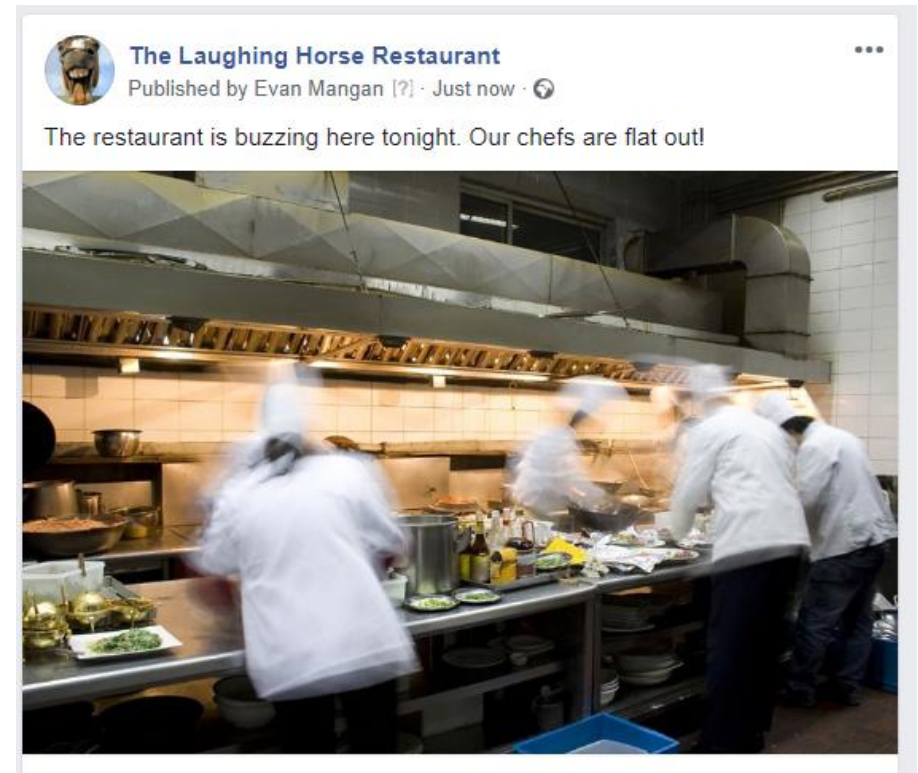 The Laughing Horse Restaurant
Published by Evan Mangan [?] · Just now ·
The restaurant is buzzing here tonight. Our chefs are flat out!